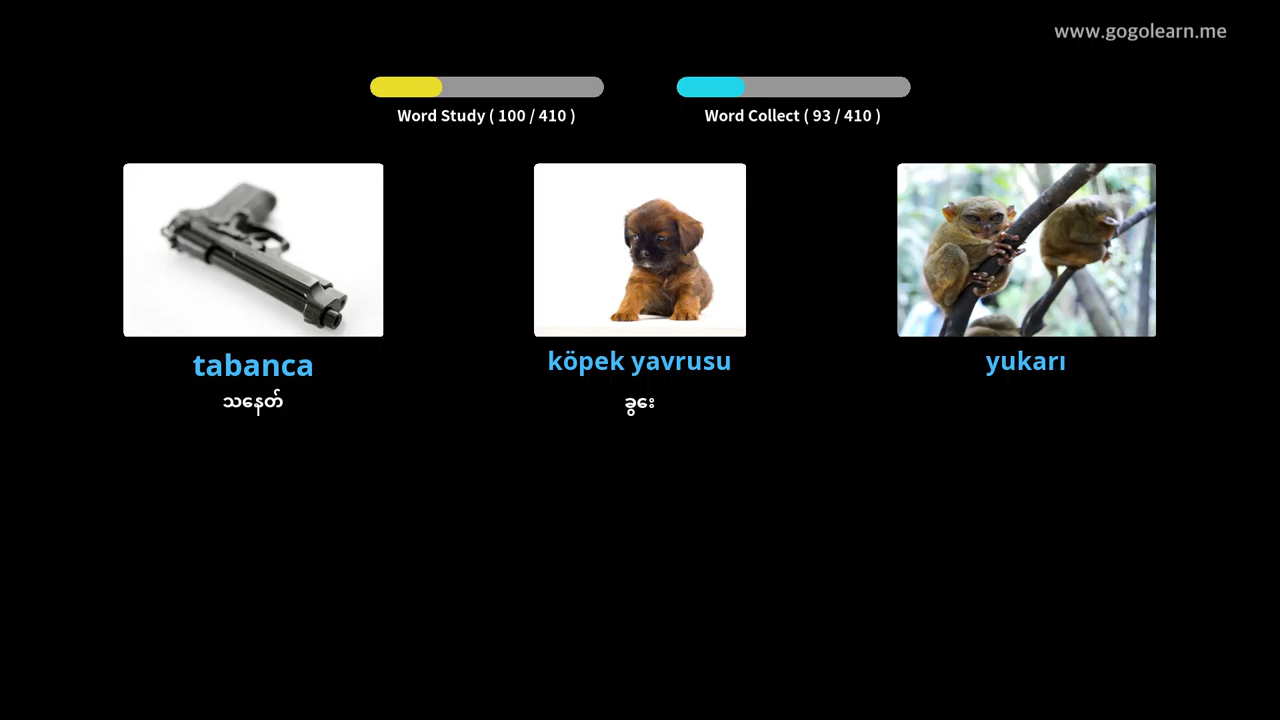 www.gogolearn.me
Word Study ( 100 / 410 )
Word Collect ( 93 / 410 )
tabanca
köpek yavrusu
yukarı
သေနတ်
ခွေး